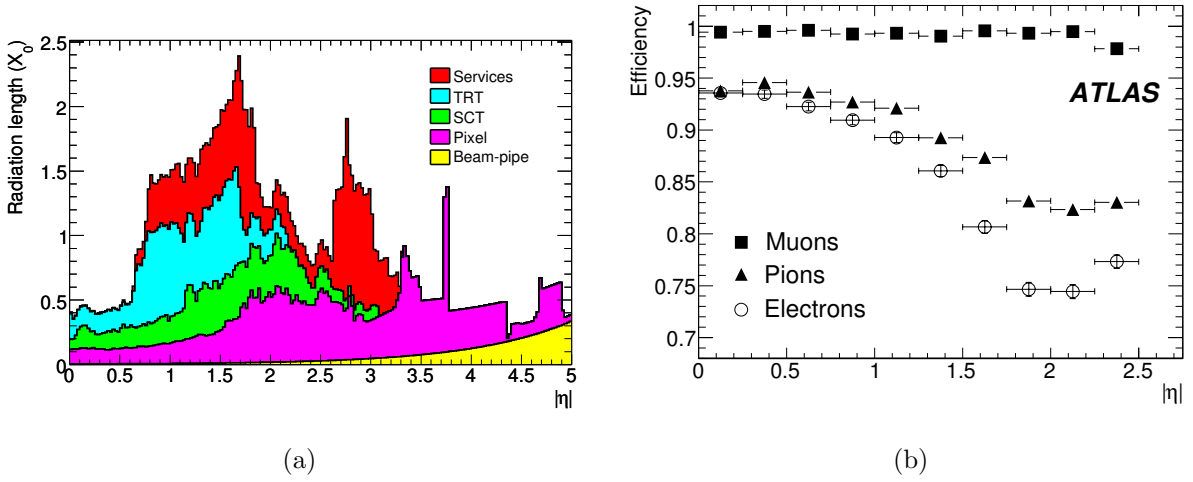 Radiation length (X0)
2.5
2
1.5
1
0.5
0
0 0.5 1 1.5 2 2.5 3 3.5 4 4.5 5
|η|
Services
TRT
SCT
Pixel
Beam-pipe
(a)
Efficiency
1
0.95
0.9
0.85
0.8
0.75
0.7
0 0.5 1 1.5 2 2.5
|η|
ATLAS
Muons
Pions
Electrons
(b)